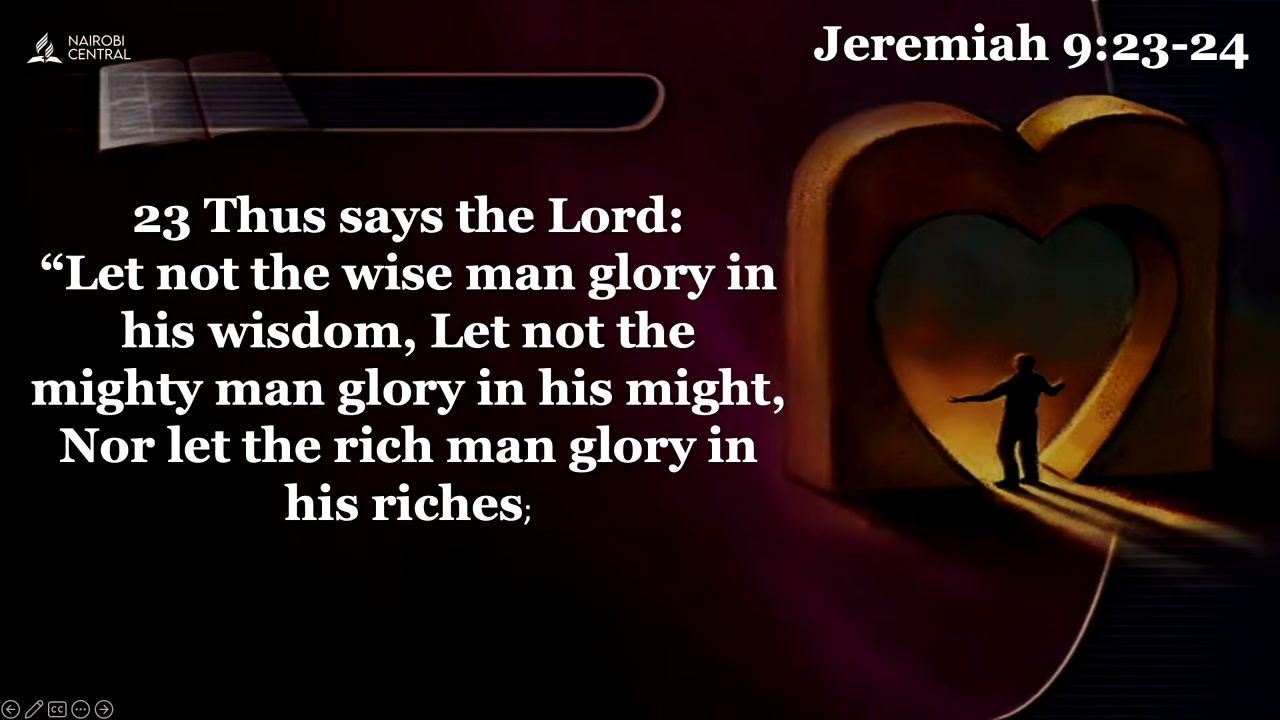 NAIROBI
CENTRAL
Jeremiah 9:23-24
23 Thus says the Lord:
“Let not the wise man glory in
his wisdom, Let not the
mighty man glory in his might,
Nor let the rich man glory in
his riches;
CC